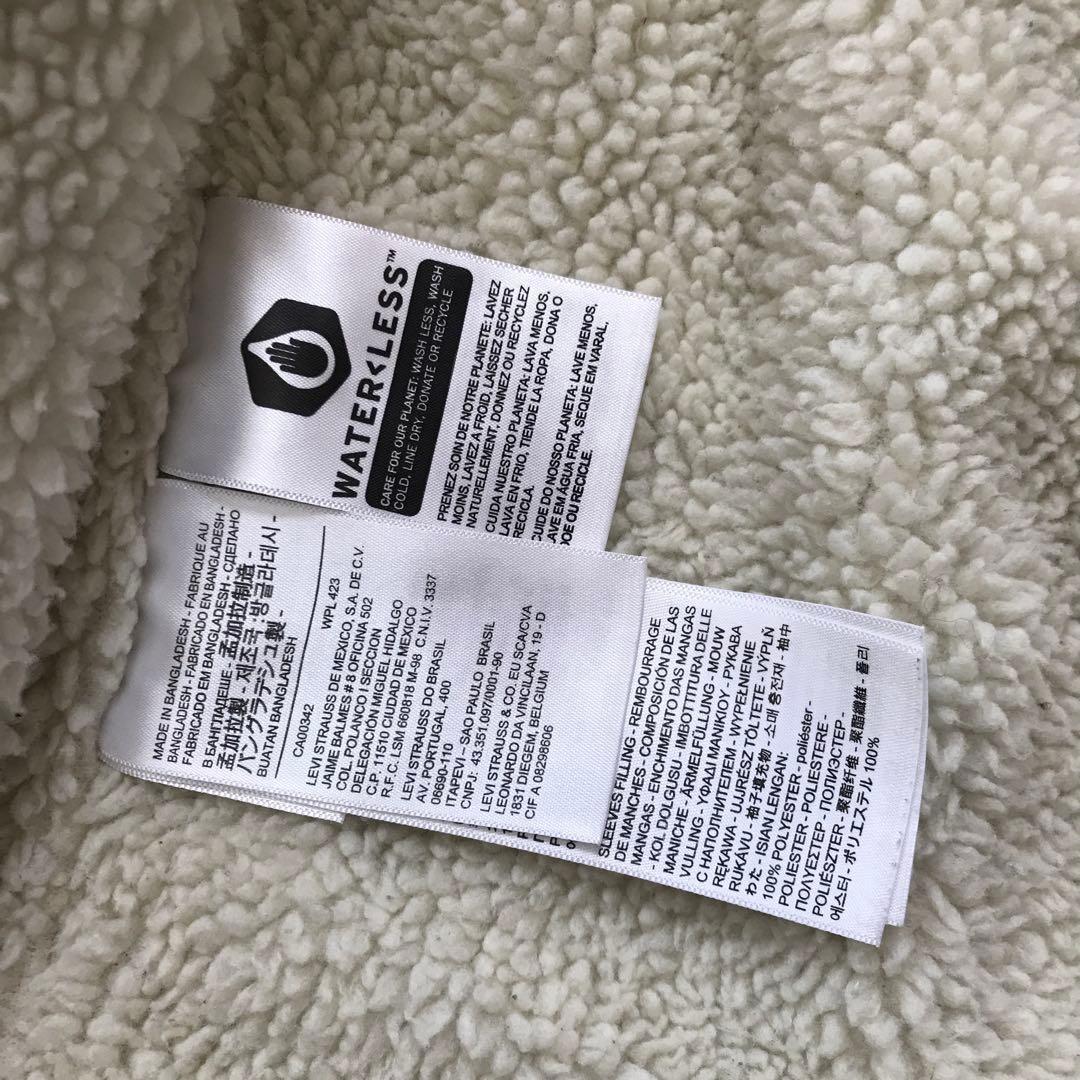 WATER<LESS™
CARE FOR OUR PLANET: WASH LESS, WASH
COLD, LINE DRY, DONATE OR RECYCLE
PRENEZ SOIN DE NOTRE PLANETE: LAVEZ
MOINS, LAVEZ A FROID, LAISSEZ SECHER
NATURELLEMENT, DONNEZ OU RECYCLEZ
CUIDA NUESTRO PLANETA: LAVA MENOS,
LAVA EN FRIO, TIENDE LA ROPA, DONA O
RECICLA.
CUIDE DO NOSSO PLANETA: LAVE MENOS,
LAVE EM ÁGUA FRIA, SEQUE EM VARAL,
DOE OU RECICLE.
MADE IN BANGLADESH - FABRIQUE AU
BANGLADESH - FABRICADO EN BANGLADESH -
FABRICADO EM BANGLADESH - СДЕЛАНО
В БАНГЛАДЕШ - 孟加拉制造 -
孟加拉製 - 제조국 :방글라데시 -
バングラデシュ製 -
BUATAN BANGLADESH
CA00342 WPL 423
LEVI STRAUSS DE MEXICO, S.A. DE C.V.
JAIME BALMES # 8 OFICINA 502
COL. POLANCO I SECCION
DELEGACIÓN MIGUEL HIDALGO
C.P. 11510 CIUDAD DE MEXICO
R.F.C. LSM 660818 M-98 C.N.I.V. 3337
LEVI STRAUSS DO BRASIL
AV. PORTUGAL, 400
06690-110
ITAPEVI - SAO PAULO BRASIL
CNPJ: 43.351.097/0001-90
LEVI STRAUSS & CO. EU SCA/CVA
LEONARDO DA VINCILAAN, 19 - D
1831 DIEGEM, BELGIUM
CIF A 08298606
SLEEVES FILLING - REMBOURRAGE
DE MANCHES - COMPOSICIÓN DE LAS
MANGAS - ENCHIMENTO DAS MANGAS
- KOL DOLGUSU - IMBOTTITURA DELLE
MANICHE - ÄRMELFÜLLUNG - MOUW
VULLING - ΥΦΑΔΙ ΜΑΝΙΚΙΟΥ- РУКАВА
С НАПОЛНИТЕЛЕМ - WYPEŁNIENIE
RĘKAWA - UJJRÉSZ TÖLTETE - VÝPLŇ
RUKÁVU - 袖子填充物 - 소매 충전재 - 袖中
わた - ISIAN LENGAN:
100% POLYESTER - poliéster -
POLIESTER - POLIESTERE -
ΠΟΛΥΕΣΤΕΡ - ПОЛИЭСТЕР -
POLIÉSZTER - 聚酯纤维 - 聚酯纖維 - 폴리
에스터 - ポリエステル 100%